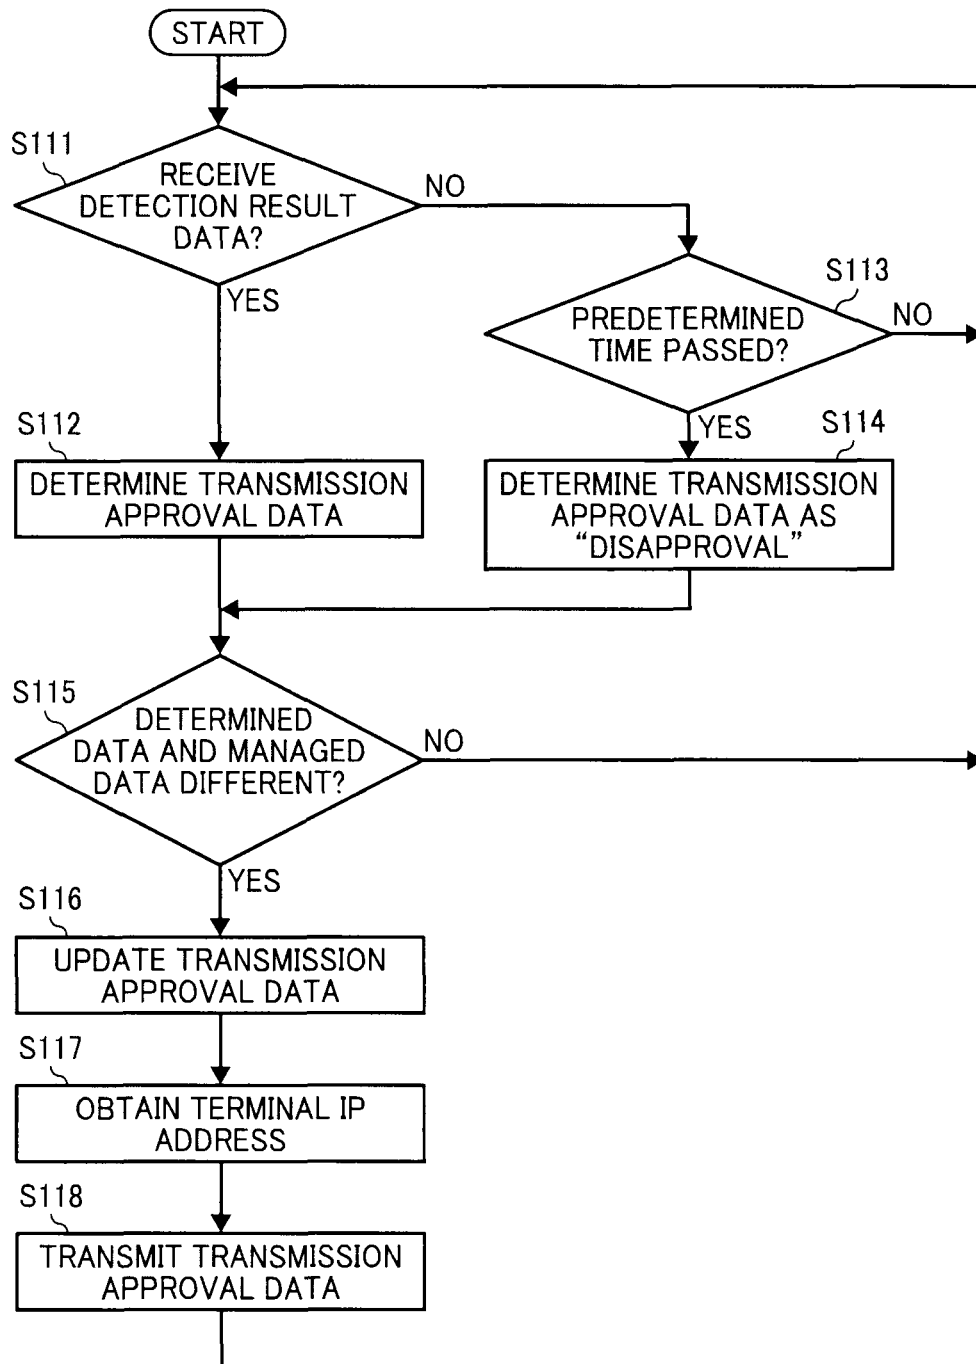 START
S111
RECEIVE
DETECTION RESULT
DATA?
NO
YES
S113
PREDETERMINED
TIME PASSED?
NO
YES
S112
DETERMINE TRANSMISSION
APPROVAL DATA
S114
DETERMINE TRANSMISSION
APPROVAL DATA AS
“DISAPPROVAL”
S115
DETERMINED
DATA AND MANAGED
DATA DIFFERENT?
NO
YES
S116
UPDATE TRANSMISSION
APPROVAL DATA
S117
OBTAIN TERMINAL IP
ADDRESS
S118
TRANSMIT TRANSMISSION
APPROVAL DATA